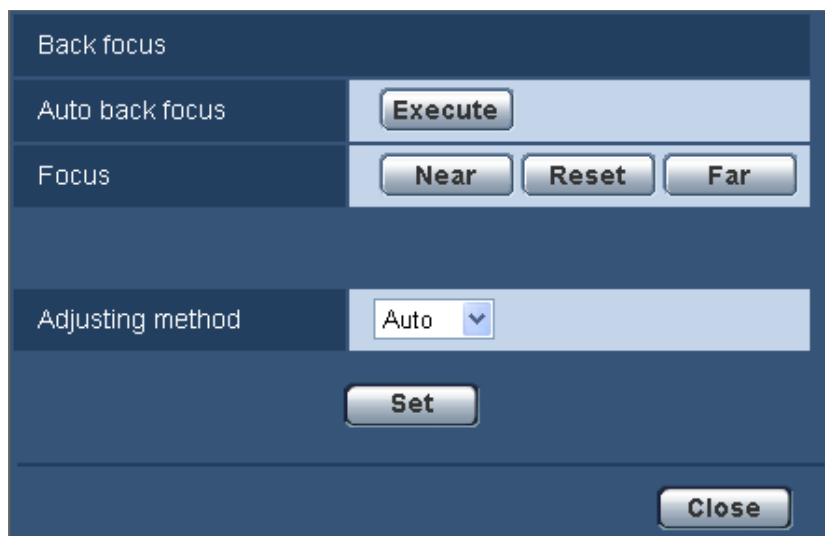 Back focus
Auto back focus Execute
Focus Near Reset Far
Adjusting method Auto
Set
Close